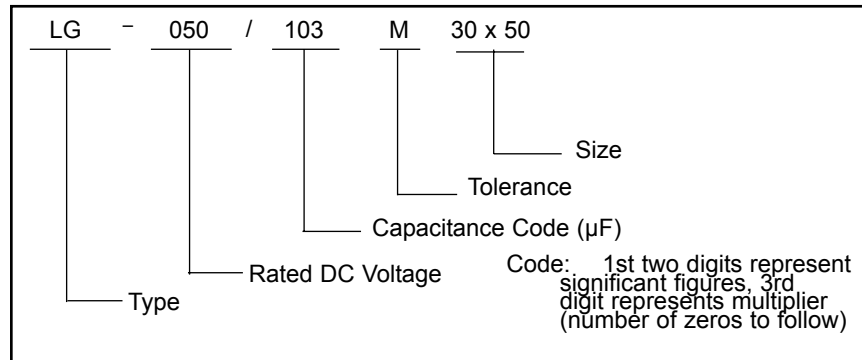 LG - 050 / 103 M 30 x 50
Size
Tolerance
Capacitance Code (µF)
Rated DC Voltage
Type
Code: 1st two digits represent
significant figures, 3rd
digit represents multiplier
(number of zeros to follow)